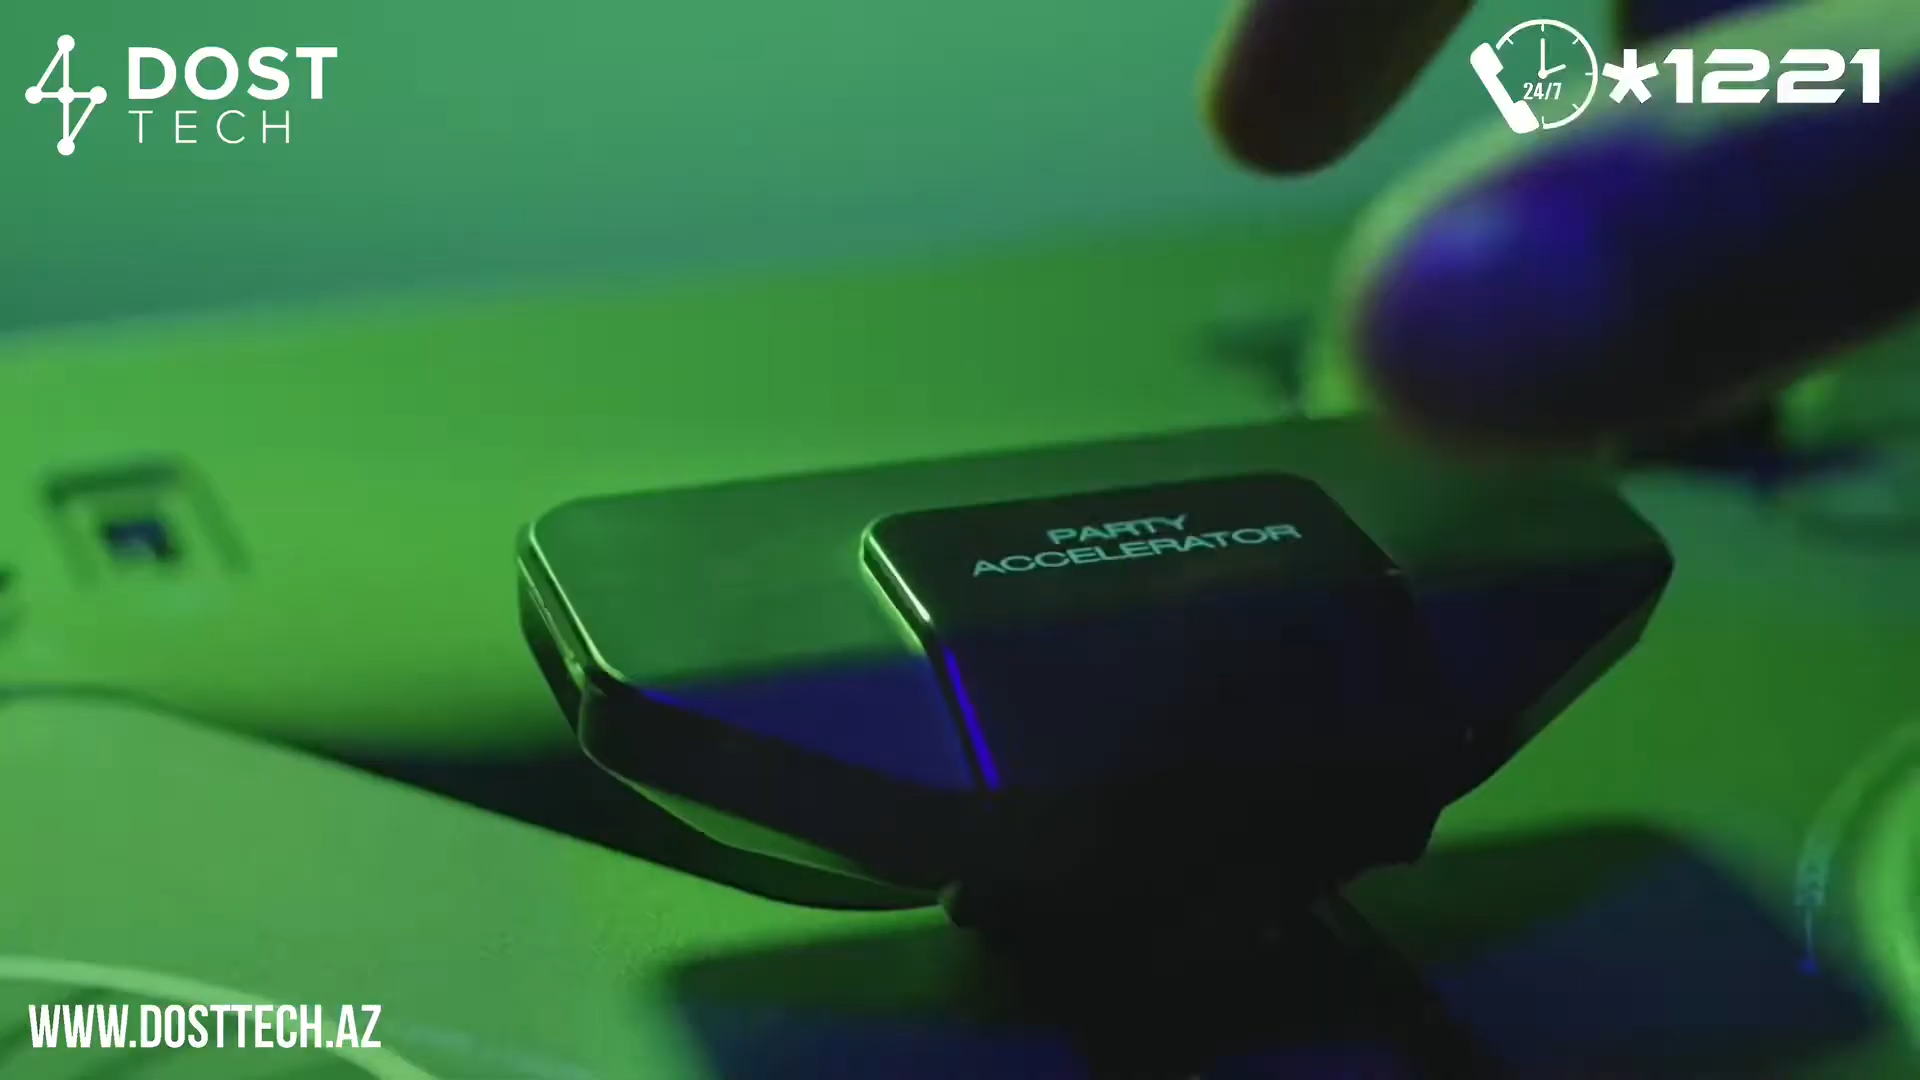 DOST
TECH
24/7
*1221
PARTY
ACCELERATOR
WWW.DOSTTECH.AZ